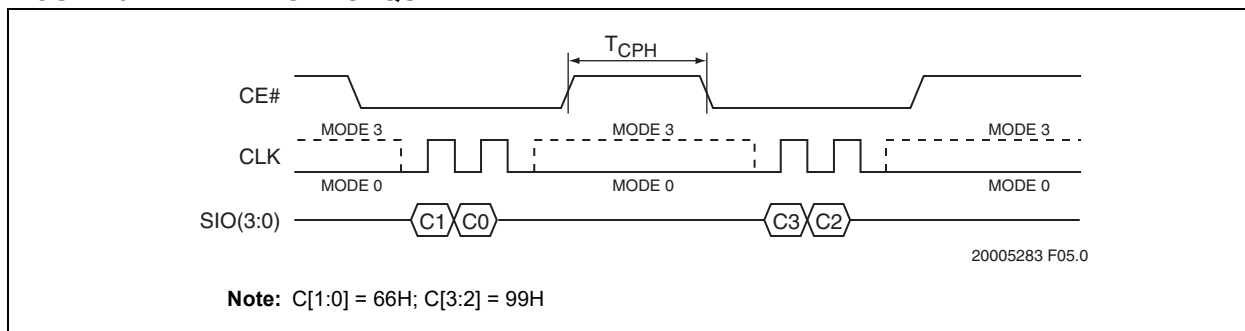 T_CPH
CE#
MODE 3 MODE 3 MODE 3
CLK
MODE 0 MODE 0 MODE 0
SIO(3:0) C1 C0 C3 C2
20005283 F05.0
Note: C[1:0] = 66H; C[3:2] = 99H